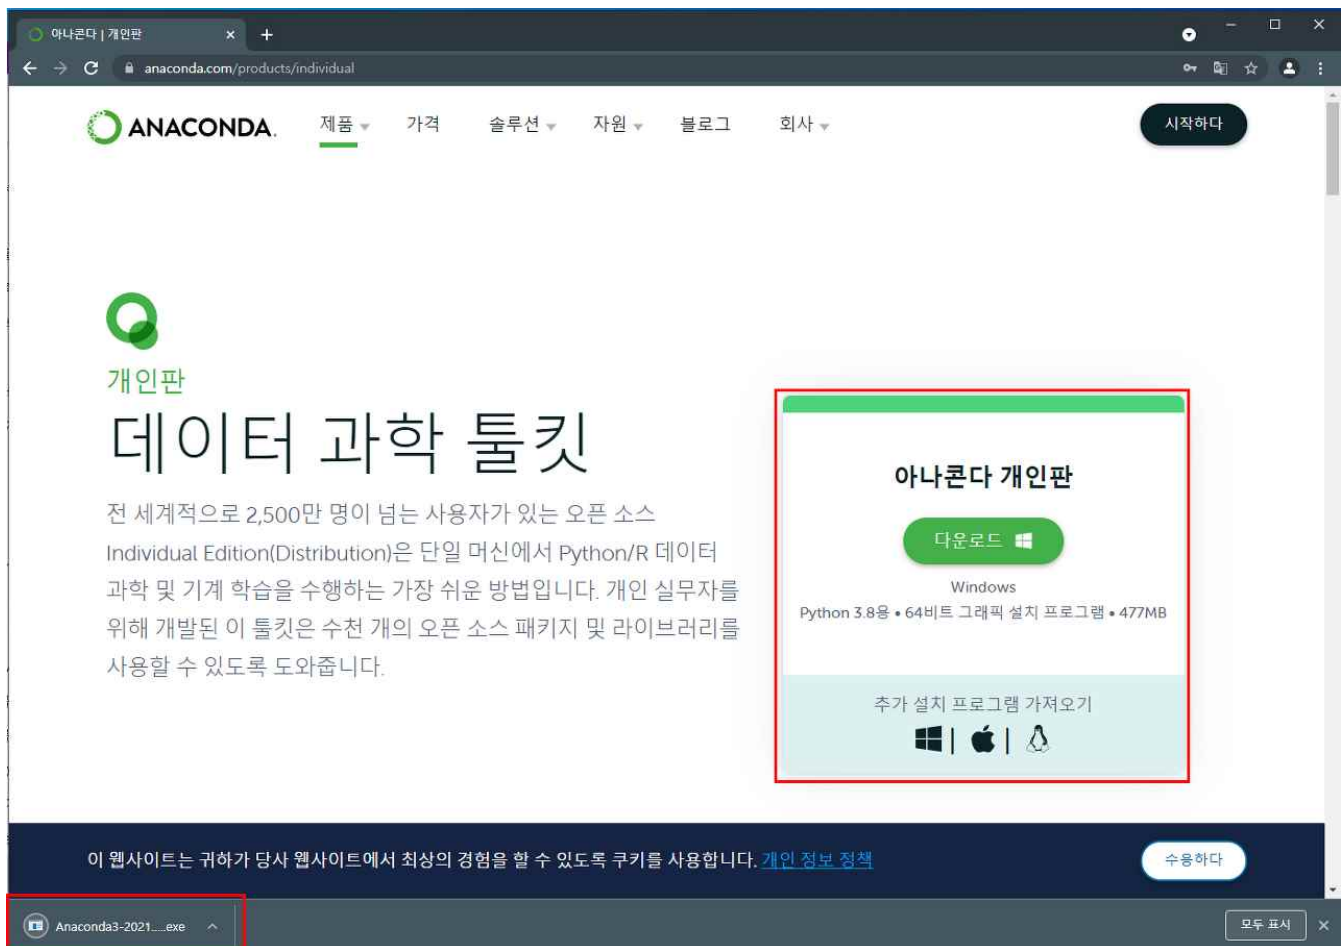 아나콘다 | 개인판
anaconda.com/products/individual
ANACONDA.
제품
가격
솔루션
자원
블로그
회사
시작하다
개인판
데이터 과학 툴킷
전 세계적으로 2,500만 명이 넘는 사용자가 있는 오픈 소스
Individual Edition(Distribution)은 단일 머신에서 Python/R 데이터
과학 및 기계 학습을 수행하는 가장 쉬운 방법입니다. 개인 실무자를
위해 개발된 이 툴킷은 수천 개의 오픈 소스 패키지 및 라이브러리를
사용할 수 있도록 도와줍니다.
아나콘다 개인판
다운로드
Windows
Python 3.8용 • 64비트 그래픽 설치 프로그램 • 477MB
추가 설치 프로그램 가져오기
이 웹사이트는 귀하가 당사 웹사이트에서 최상의 경험을 할 수 있도록 쿠키를 사용합니다. 개인 정보 정책
수용하다
Anaconda3-2021....exe
모두 표시